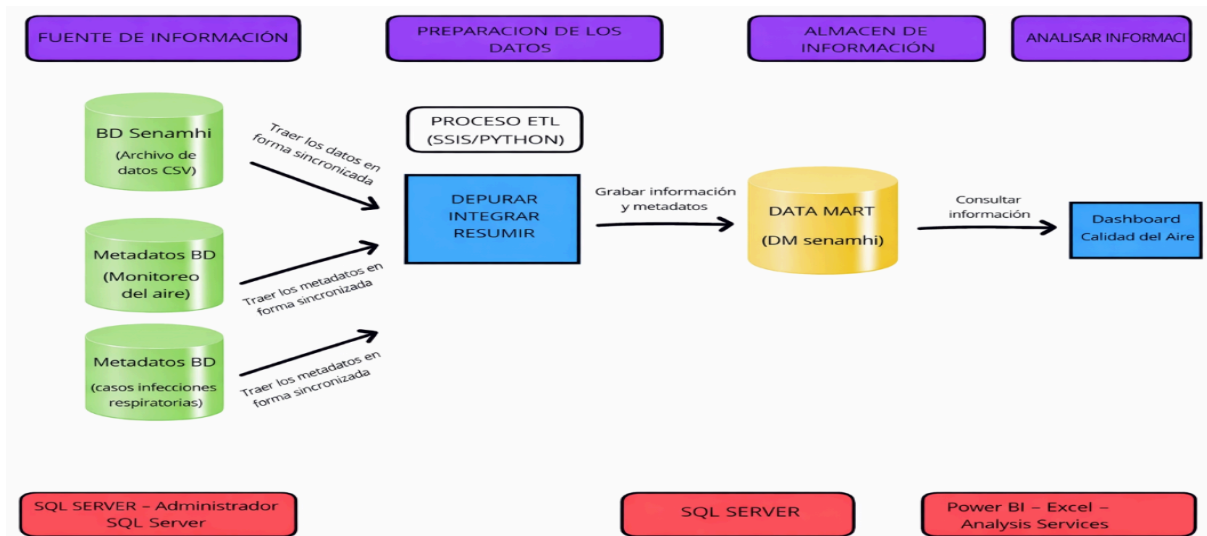 FUENTE DE INFORMACIÓN
PREPARACION DE LOS
DATOS
ALMACEN DE
INFORMACIÓN
ANALISAR INFORMACI
BD Senamhi
(Archivo de
datos CSV)
Traer los datos en
forma sincronizada
PROCESO ETL
(SSIS/PYTHON)
DEPURAR
INTEGRAR
RESUMIR
Grabar información
y metadatos
DATA MART
(DM senamhi)
Consultar
información
Dashboard
Calidad del Aire
Metadatos BD
(Monitoreo
del aire)
Traer los metadatos en
forma sincronizada
Metadatos BD
(casos infecciones
respiratorias)
Traer los metadatos en
forma sincronizada
SQL SERVER – Administrador
SQL Server
SQL SERVER
Power BI – Excel –
Analysis Services